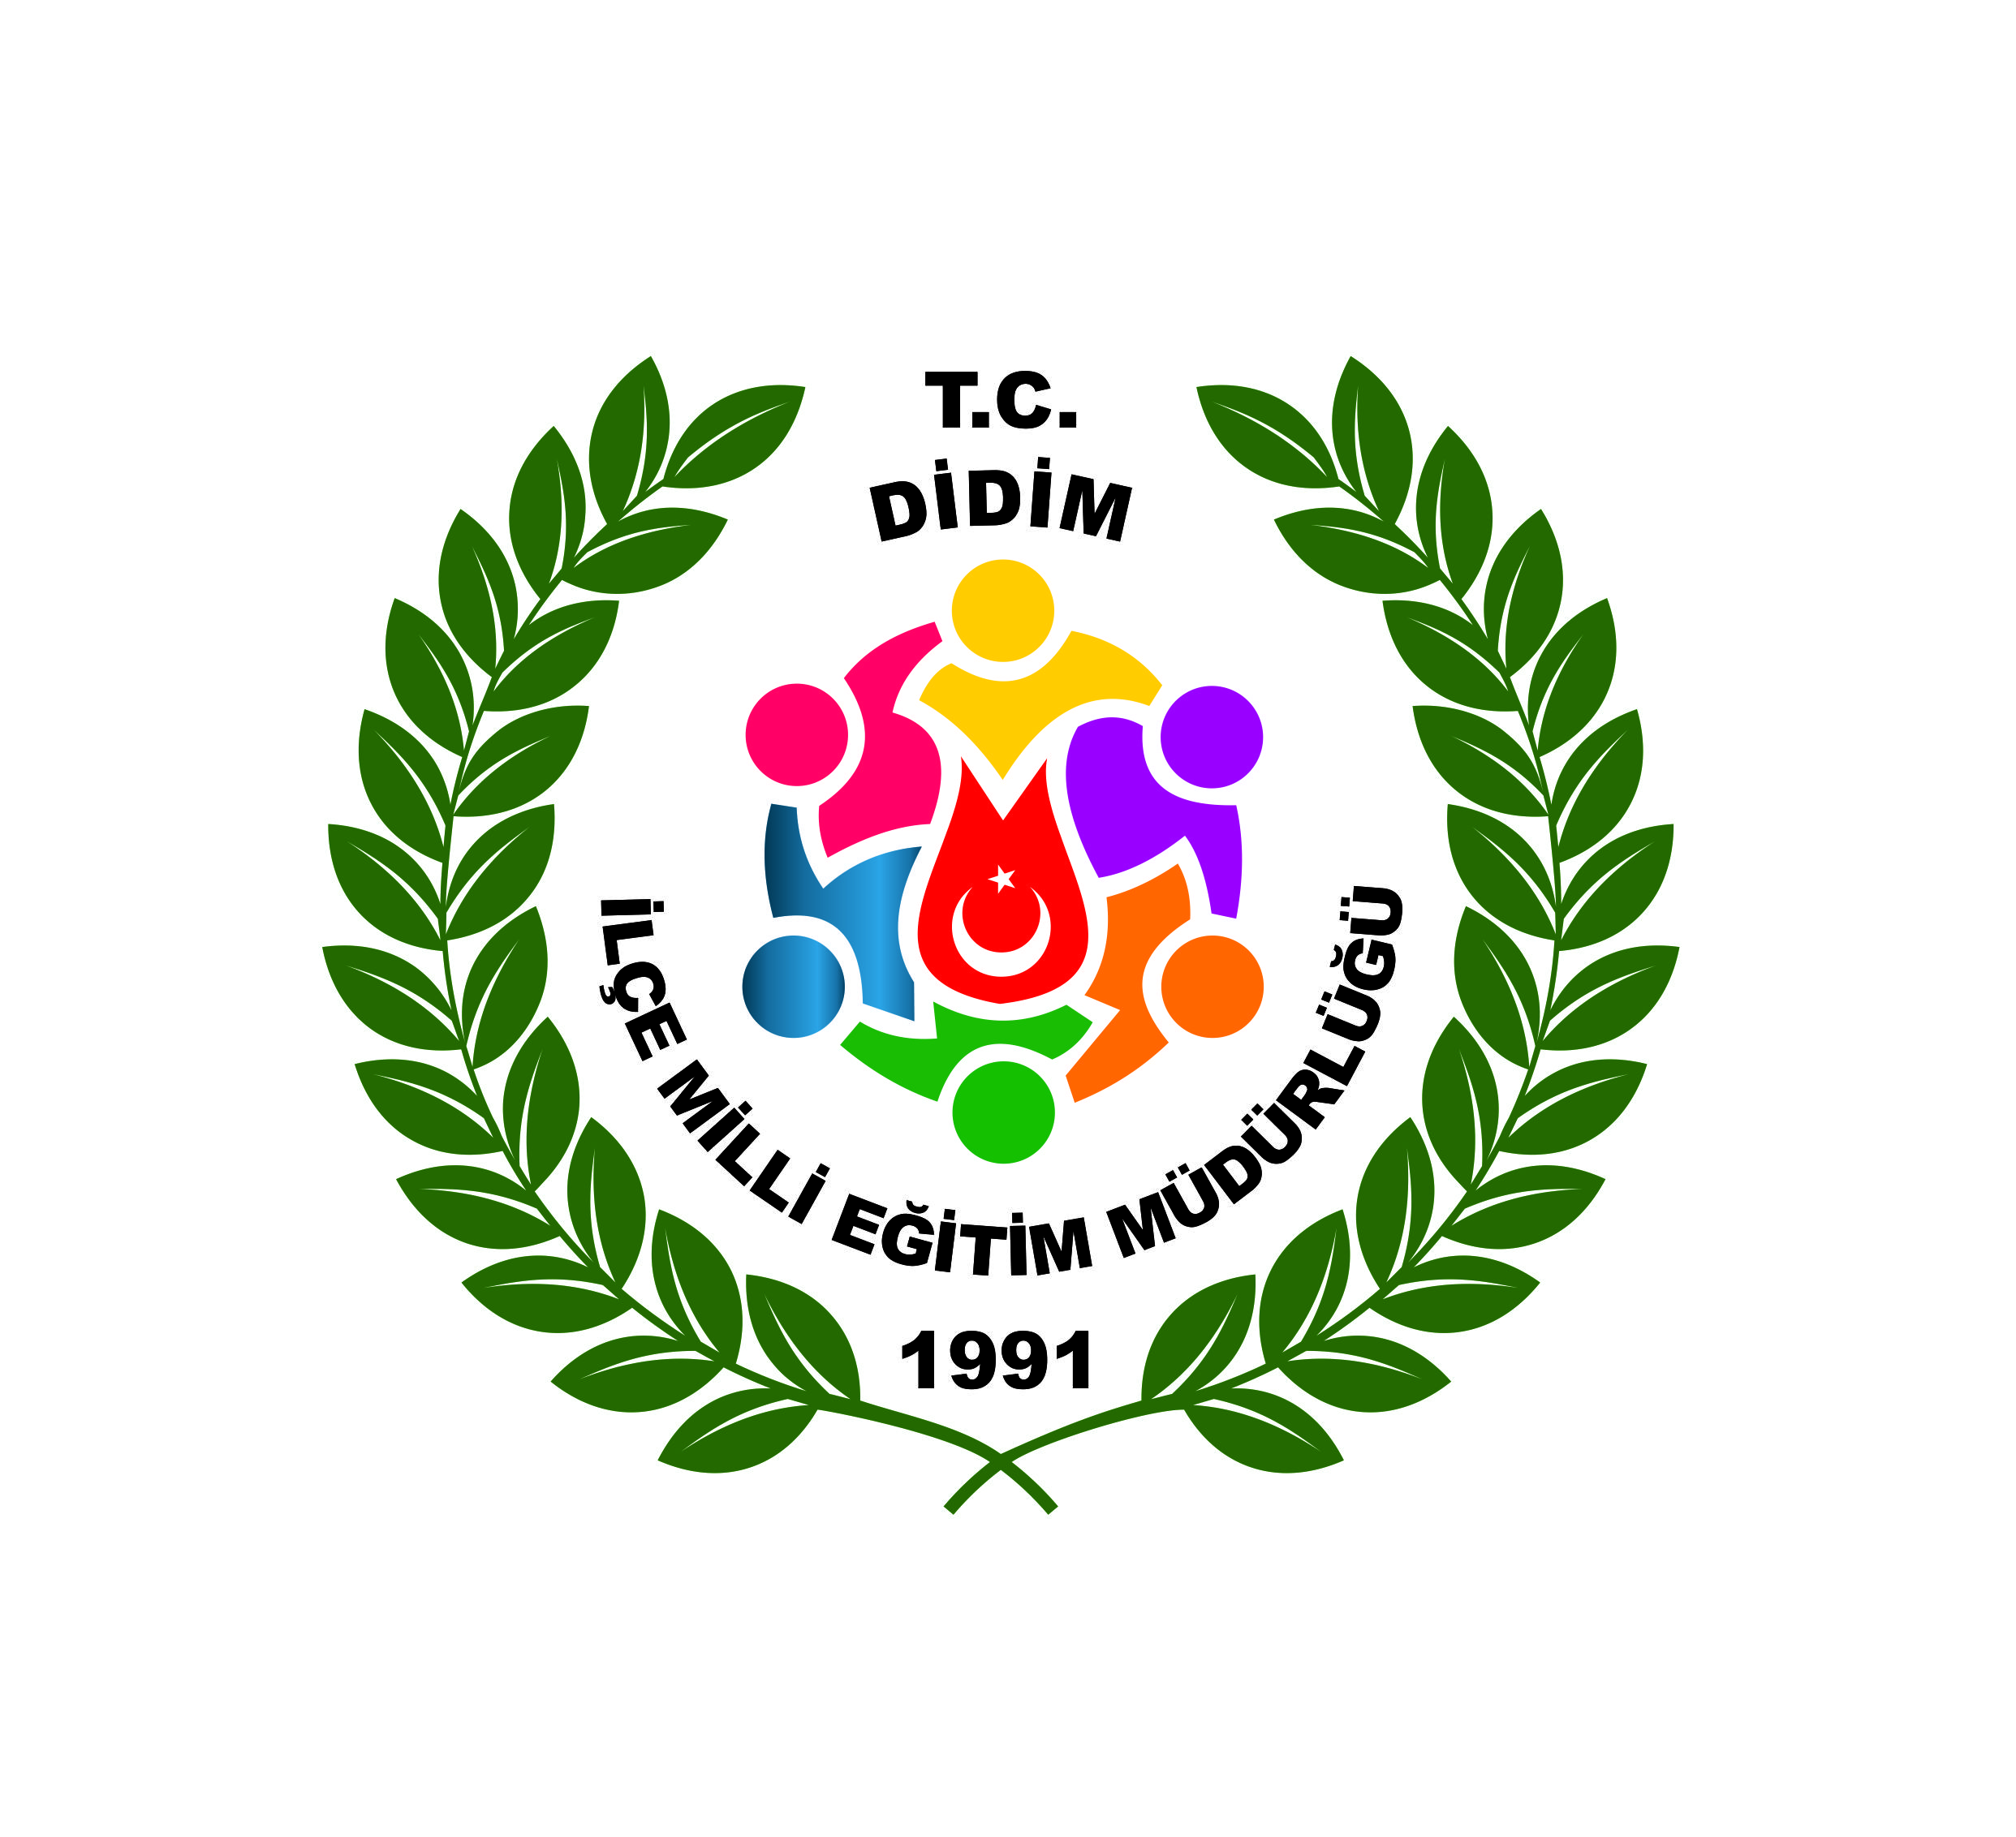 T.C.
DİDİM
İLÇE MİLLİ EĞİTİM MÜDÜRLÜĞÜ
1991